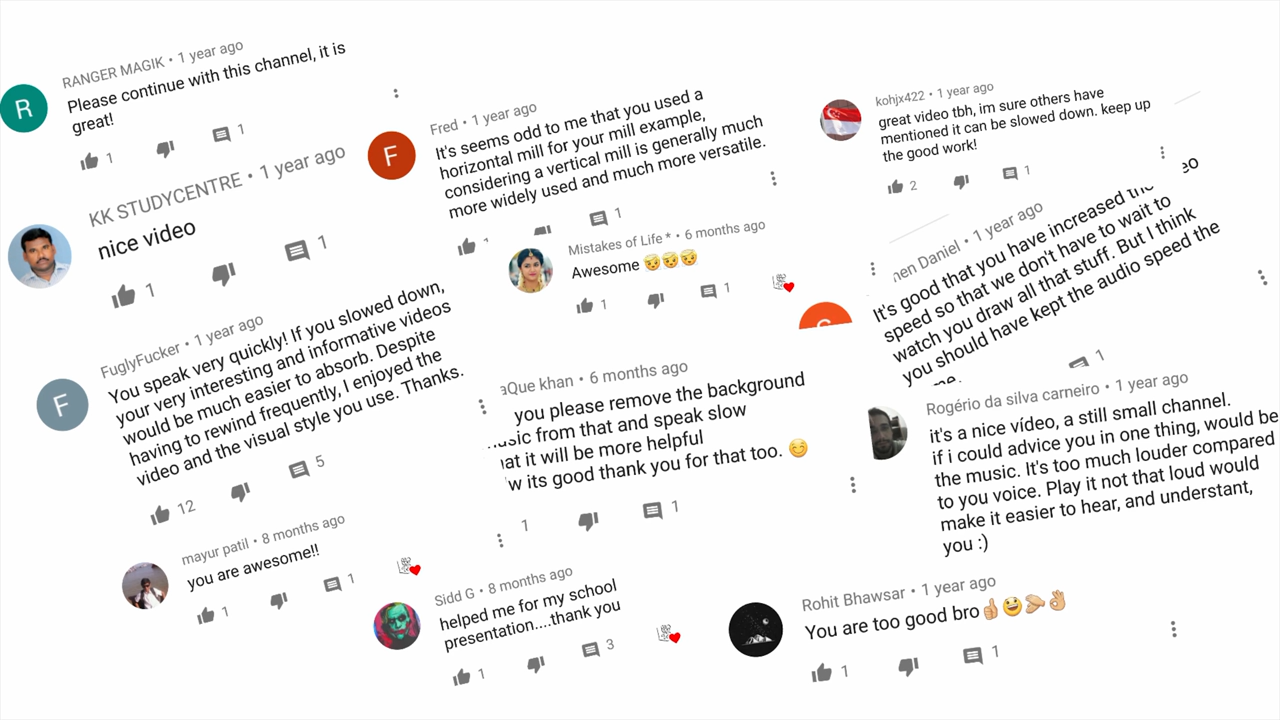 RANGER MAGIK • 1 year ago
Please continue with this channel, it is
great!
1
1
R
KK STUDYCENTRE • 1 year ago
nice video
1
1
FuglyFucker • 1 year ago
You speak very quickly! If you slowed down,
your very interesting and informative videos
would be much easier to absorb. Despite
having to rewind frequently, I enjoyed the
video and the visual style you use. Thanks.
F
12
5
mayur patil • 8 months ago
you are awesome!!
1
1
Fred • 1 year ago
It's seems odd to me that you used a
horizontal mill for your mill example,
considering a vertical mill is generally much
more widely used and much more versatile.
F
1
Mistakes of Life * • 6 months ago
Awesome 😇😇😇
1
1
aQue khan • 6 months ago
you please remove the background
from that and speak slow
it will be more helpful
its good thank you for that too. 😊
1
1
Sidd G • 8 months ago
helped me for my school
presentation....thank you
1
3
kohjx422 • 1 year ago
great video tbh, im sure others have
mentioned it can be slowed down. keep up
the good work!
2
1
Daniel • 1 year ago
It's good that you have increased the
speed so that we don't have to wait to
watch you draw all that stuff. But I think
you should have kept the audio speed the
1
Rogério da silva carneiro • 1 year ago
it's a nice vídeo, a still small channel.
if i could advice you in one thing, would be
the music. It's too much louder compared
to you voice. Play it not that loud would
make it easier to hear, and understant,
you :)
Rohit Bhawsar • 1 year ago
You are too good bro👍😃🫴👌
1
1